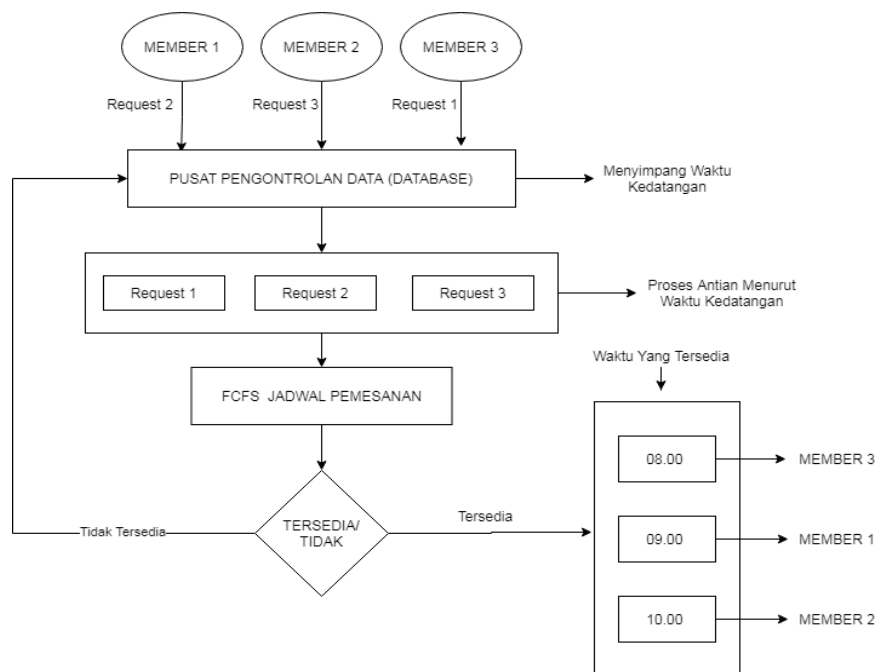 MEMBER 1
MEMBER 2
MEMBER 3
Request 2
Request 3
Request 1
PUSAT PENGONTROLAN DATA (DATABASE)
Menyimpang Waktu
Kedatangan
Request 1
Request 2
Request 3
Proses Antian Menurut
Waktu Kedatangan
Waktu Yang Tersedia
FCFS JADWAL PEMESANAN
08.00
MEMBER 3
Tidak Tersedia
TERSEDIA/
TIDAK
Tersedia
09.00
MEMBER 1
10.00
MEMBER 2